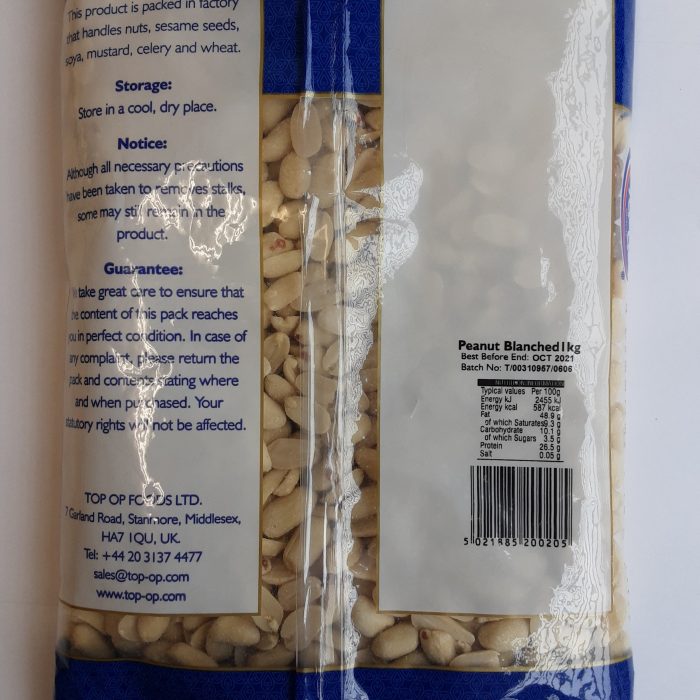 This product is packed in factory
that handles nuts, sesame seeds,
soya, mustard, celery and wheat.
Storage:
Store in a cool, dry place.
Notice:
Although all necessary precautions
have been taken to removes stalks,
some may still remain in the
product.
Guarantee:
We take great care to ensure that
the content of this pack reaches
you in perfect condition. In case of
any complaint, please return the
pack and contents stating where
and when purchased. Your
statutory rights will not be affected.
TOP OP FOODS LTD.
7 Garland Road, Stanmore, Middlesex,
HA7 1QU, UK.
Tel: +44 20 3137 4477
sales@top-op.com
www.top-op.com
Peanut Blanched 1kg
Best Before End: OCT 2021
Batch No: T/00310957/0606
NUTRITION INFORMATION
Typical values Per 100g
Energy kJ 2455 kJ
Energy kcal 587 kcal
Fat 48.9 g
of which Saturates 9.3 g
Carbohydrate 10.1 g
of which Sugars 3.5 g
Protein 26.5 g
Salt 0.05 g
5 021985 200205